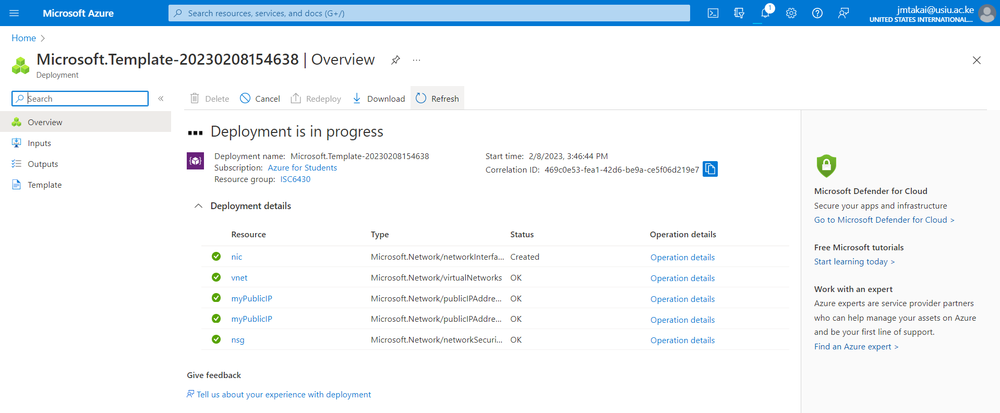 Microsoft Azure
Search resources, services, and docs (G+/)
1
jmtakai@usiu.ac.ke
UNITED STATES INTERNATIONAL...
Home >
Microsoft.Template-20230208154638 | Overview
...
Deployment
Search
«
Delete
Cancel
Redeploy
Download
Refresh
Overview
Inputs
Outputs
Template
Deployment is in progress
Deployment name: Microsoft.Template-20230208154638
Subscription: Azure for Students
Resource group: ISC6430
Start time: 2/8/2023, 3:46:44 PM
Correlation ID: 469c0e53-fea1-42d6-be9a-ce5f06d219e7
Deployment details
Resource Type Status Operation details
nic Microsoft.Network/networkInterfa... Created Operation details
vnet Microsoft.Network/virtualNetworks OK Operation details
myPublicIP Microsoft.Network/publicIPAddre... OK Operation details
myPublicIP Microsoft.Network/publicIPAddre... OK Operation details
nsg Microsoft.Network/networkSecuri... OK Operation details
Give feedback
Tell us about your experience with deployment
Microsoft Defender for Cloud
Secure your apps and infrastructure
Go to Microsoft Defender for Cloud >
Free Microsoft tutorials
Start learning today >
Work with an expert
Azure experts are service provider partners
who can help manage your assets on Azure
and be your first line of support.
Find an Azure expert >